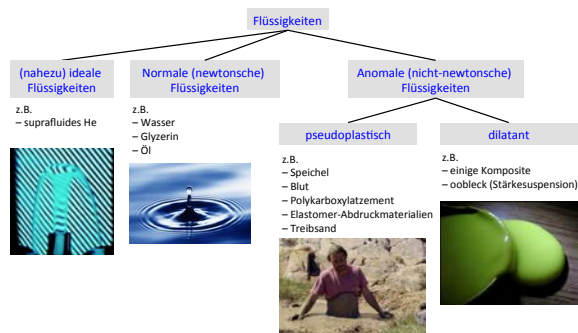 Flüssigkeiten
(nahezu) ideale
Flüssigkeiten
z.B.
– suprafluides He
Normale (newtonsche)
Flüssigkeiten
z.B.
– Wasser
– Glyzerin
– Öl
Anomale (nicht-newtonsche)
Flüssigkeiten
pseudoplastisch
z.B.
– Speichel
– Blut
– Polykarboxylatzement
– Elastomer-Abdruckmaterialien
– Treibsand
dilatant
z.B.
– einige Komposite
– oobleck (Stärkesuspension)